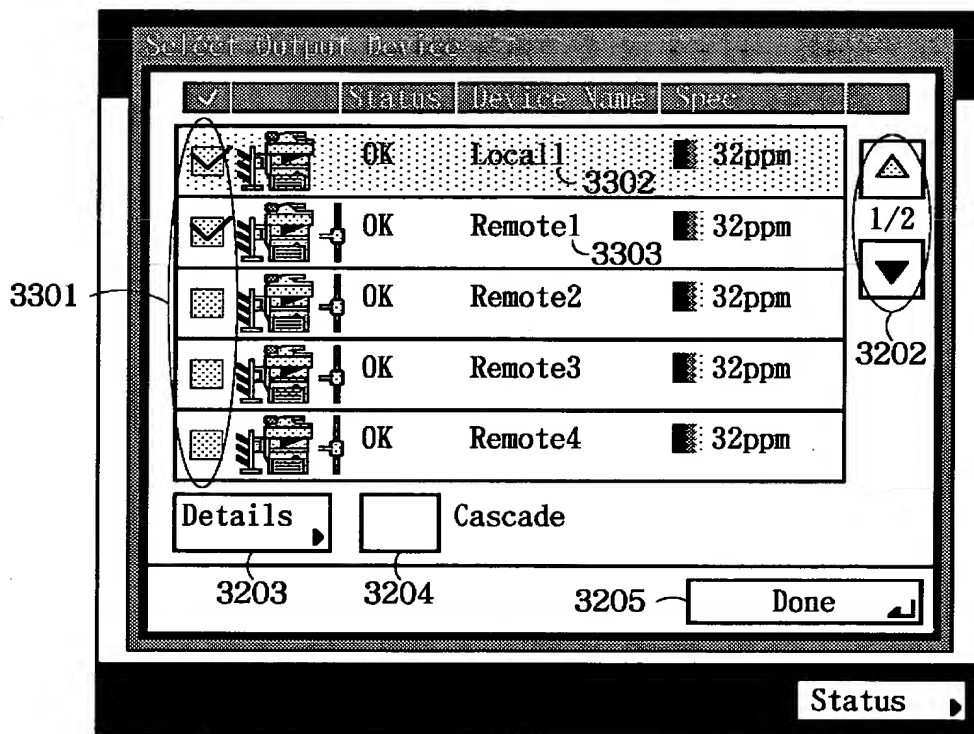 Select Output Device
Status Device Name Spec
OK Local1 32ppm
3302
OK Remote1 32ppm
3303
1/2
3301
OK Remote2 32ppm
3202
OK Remote3 32ppm
OK Remote4 32ppm
Details Cascade
3203 3204 3205 Done
Status